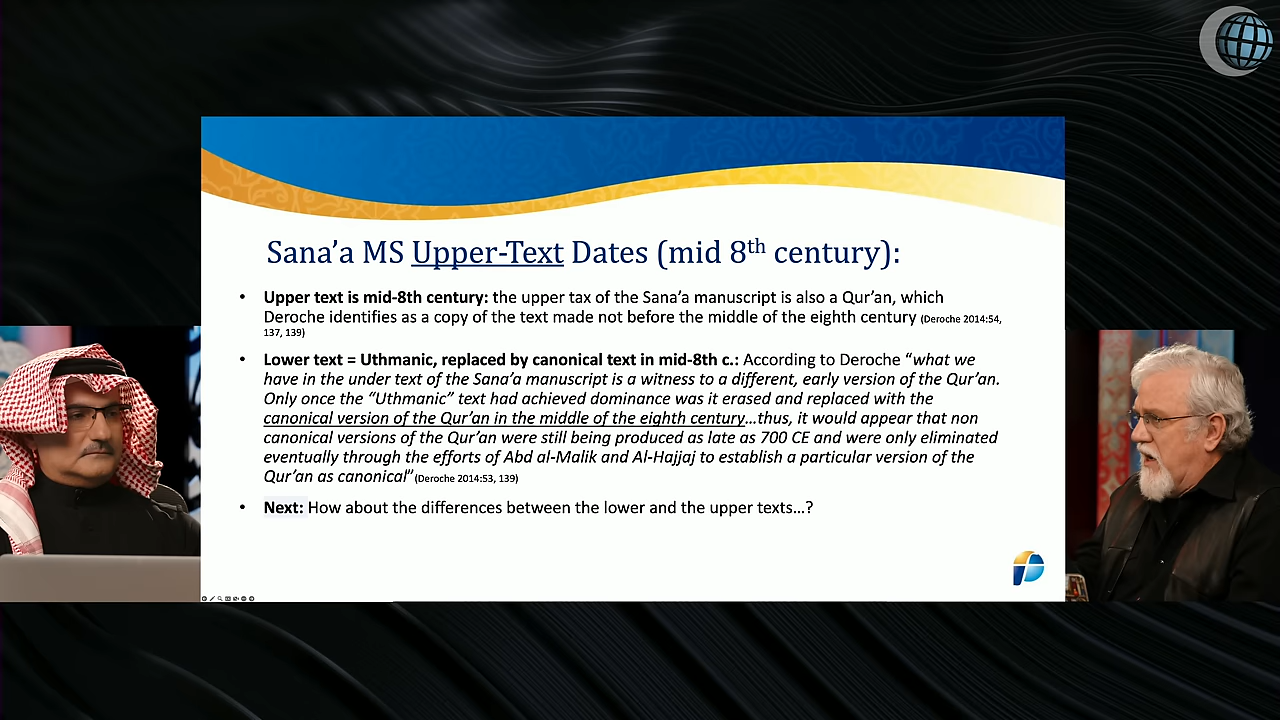 Sana’a MS Upper-Text Dates (mid 8th century):
• Upper text is mid-8th century: the upper tax of the Sana’a manuscript is also a Qur’an, which
Deroche identifies as a copy of the text made not before the middle of the eighth century (Deroche 2014:54,
137, 139)
• Lower text = Uthmanic, replaced by canonical text in mid-8th c.: According to Deroche “what we
have in the under text of the Sana’a manuscript is a witness to a different, early version of the Qur’an.
Only once the “Uthmanic” text had achieved dominance was it erased and replaced with the
canonical version of the Qur’an in the middle of the eighth century…thus, it would appear that non
canonical versions of the Qur’an were still being produced as late as 700 CE and were only eliminated
eventually through the efforts of Abd al-Malik and Al-Hajjaj to establish a particular version of the
Qur’an as canonical”(Deroche 2014:53, 139)
• Next: How about the differences between the lower and the upper texts…?